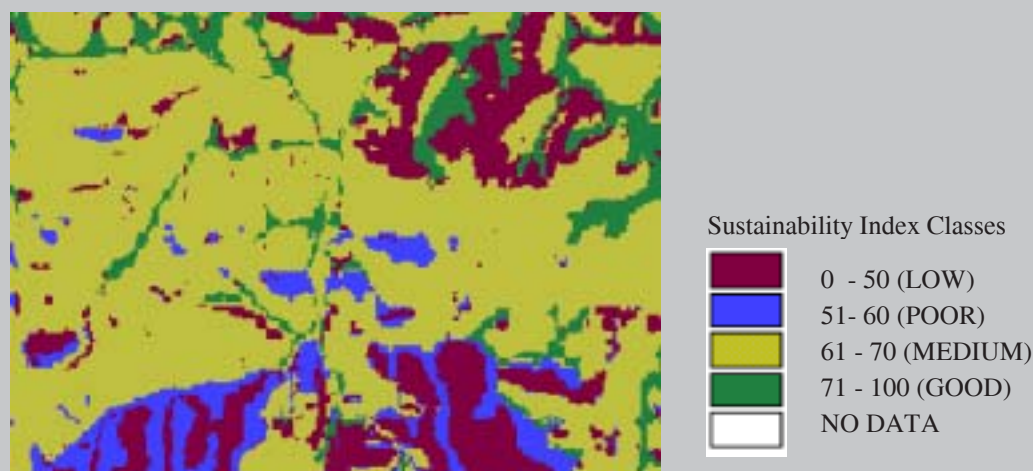 Sustainability Index Classes
0 - 50 (LOW)
51- 60 (POOR)
61 - 70 (MEDIUM)
71 - 100 (GOOD)
NO DATA